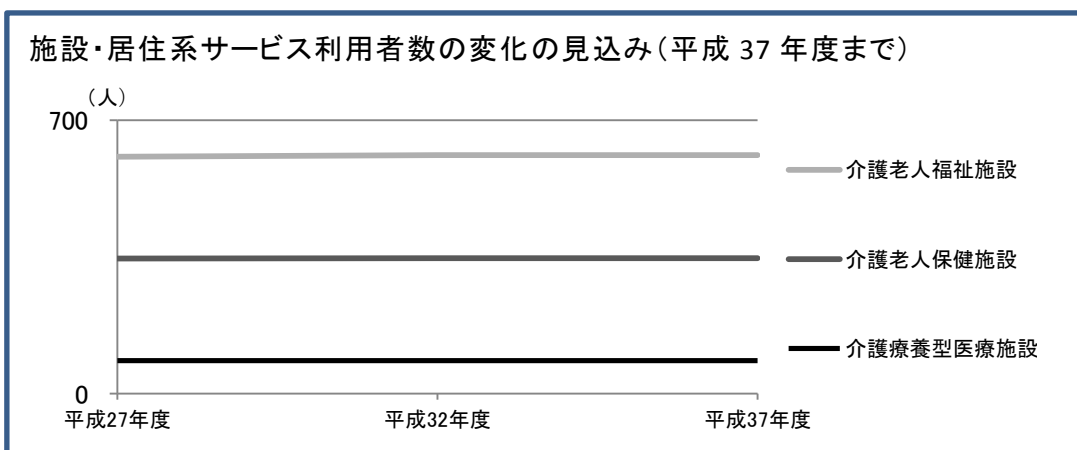 施設・居住系サービス利用者数の変化の見込み(平成 37 年度まで)
(人)
700
介護老人福祉施設
介護老人保健施設
介護療養型医療施設
0
平成27年度 平成32年度 平成37年度